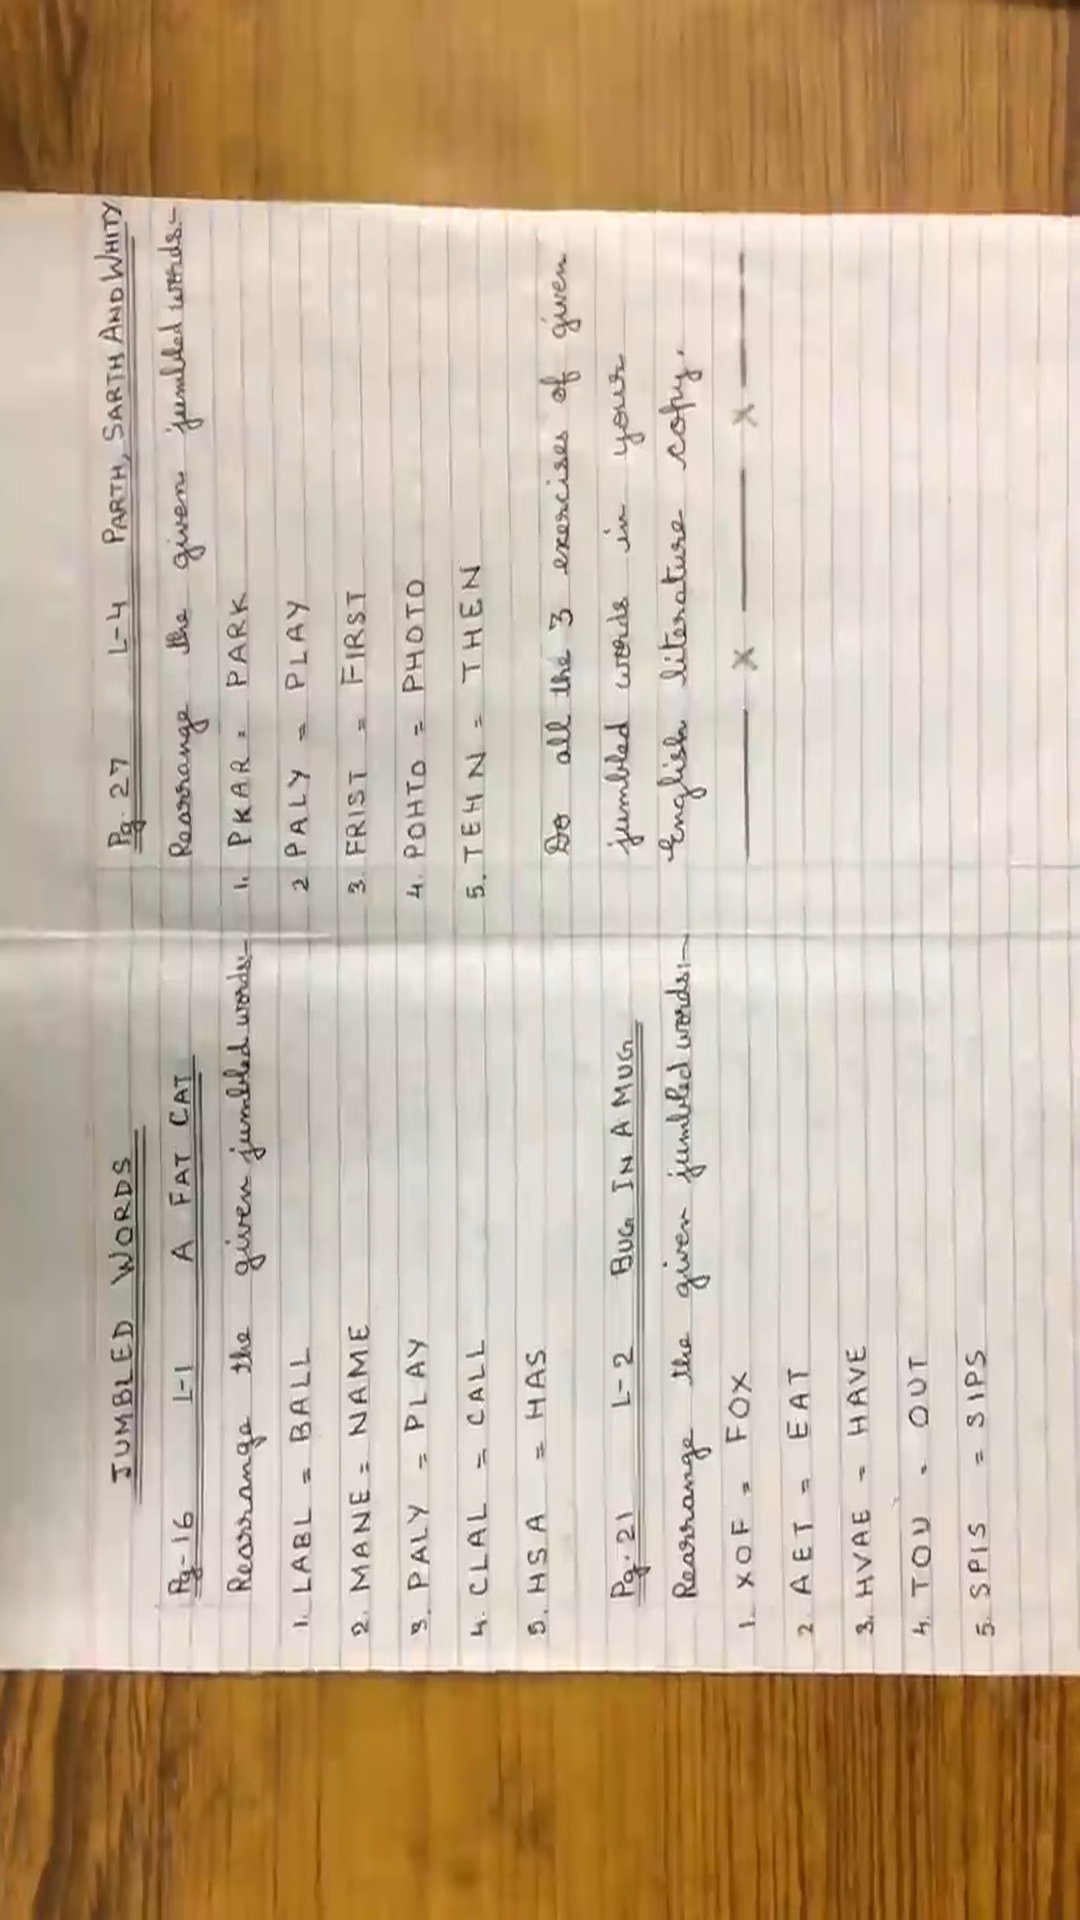 JUMBLED WORDS
Pg-16 L-1 A FAT CAT
Rearrange the given jumbled words:-
1. LABL = BALL
2. MANE = NAME
3. PALY = PLAY
4. CLAL = CALL
5. HSA = HAS
Pg. 21 L-2 BUG IN A MUG
Rearrange the given jumbled words:-
1. XOF = FOX
2 AET = EAT
3. HVAE = HAVE
4. TOU = OUT
5. SPIS = SIPS
Pg. 27 L-4 PARTH, SARTH AND WHITY
Rearrange the given jumbled words:-
1. PKAR = PARK
2 PALY = PLAY
3. FRIST = FIRST
4. POHTO = PHOTO
5. TEHN = THEN
Do all the 3 exercises of given
jumbled words in your
English literature copy.
— x — x —